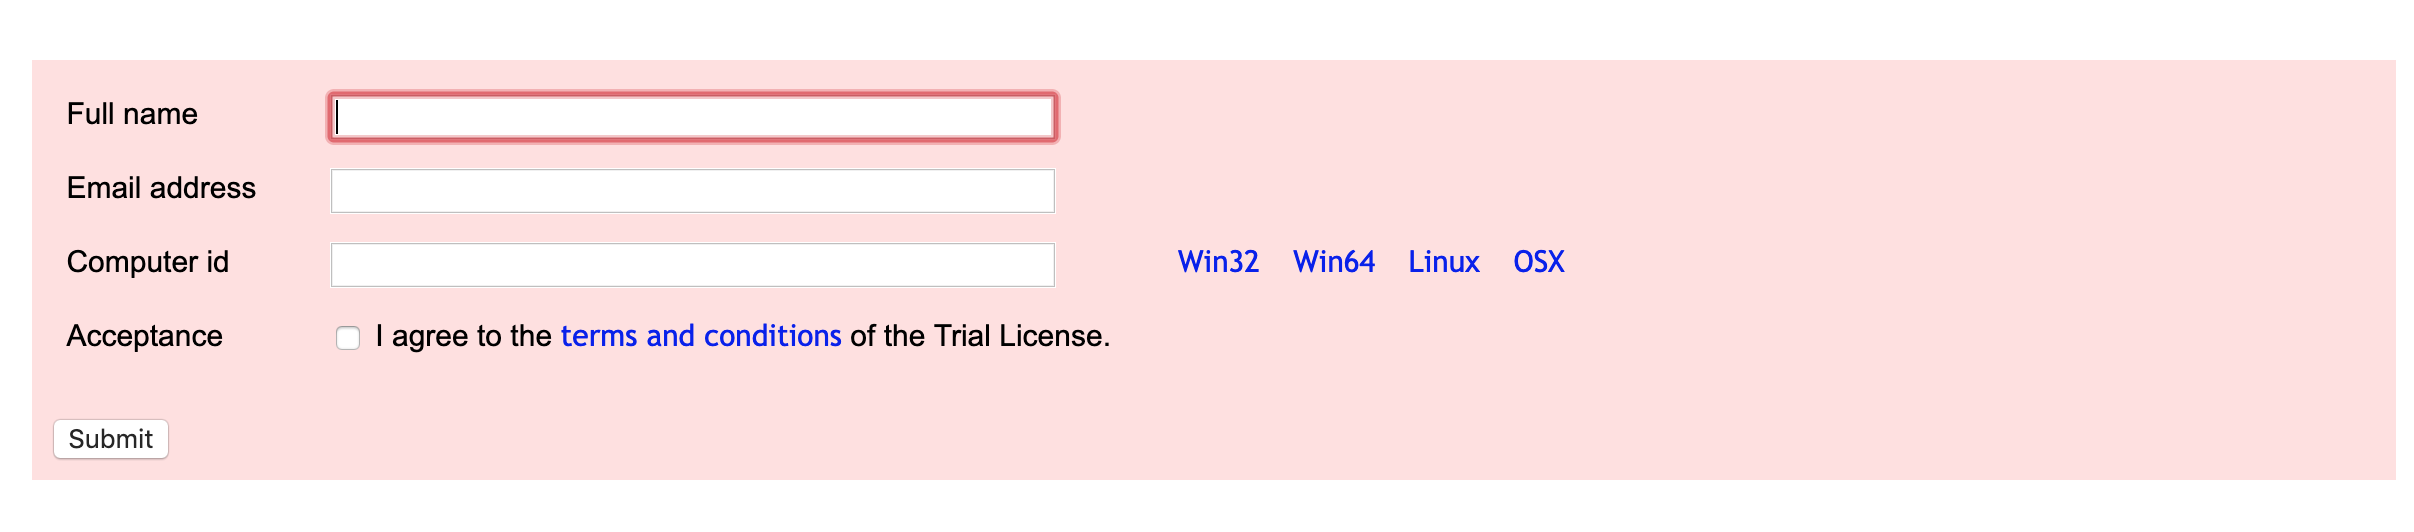 Full name
Email address
Computer id Win32 Win64 Linux OSX
Acceptance I agree to the terms and conditions of the Trial License.
Submit